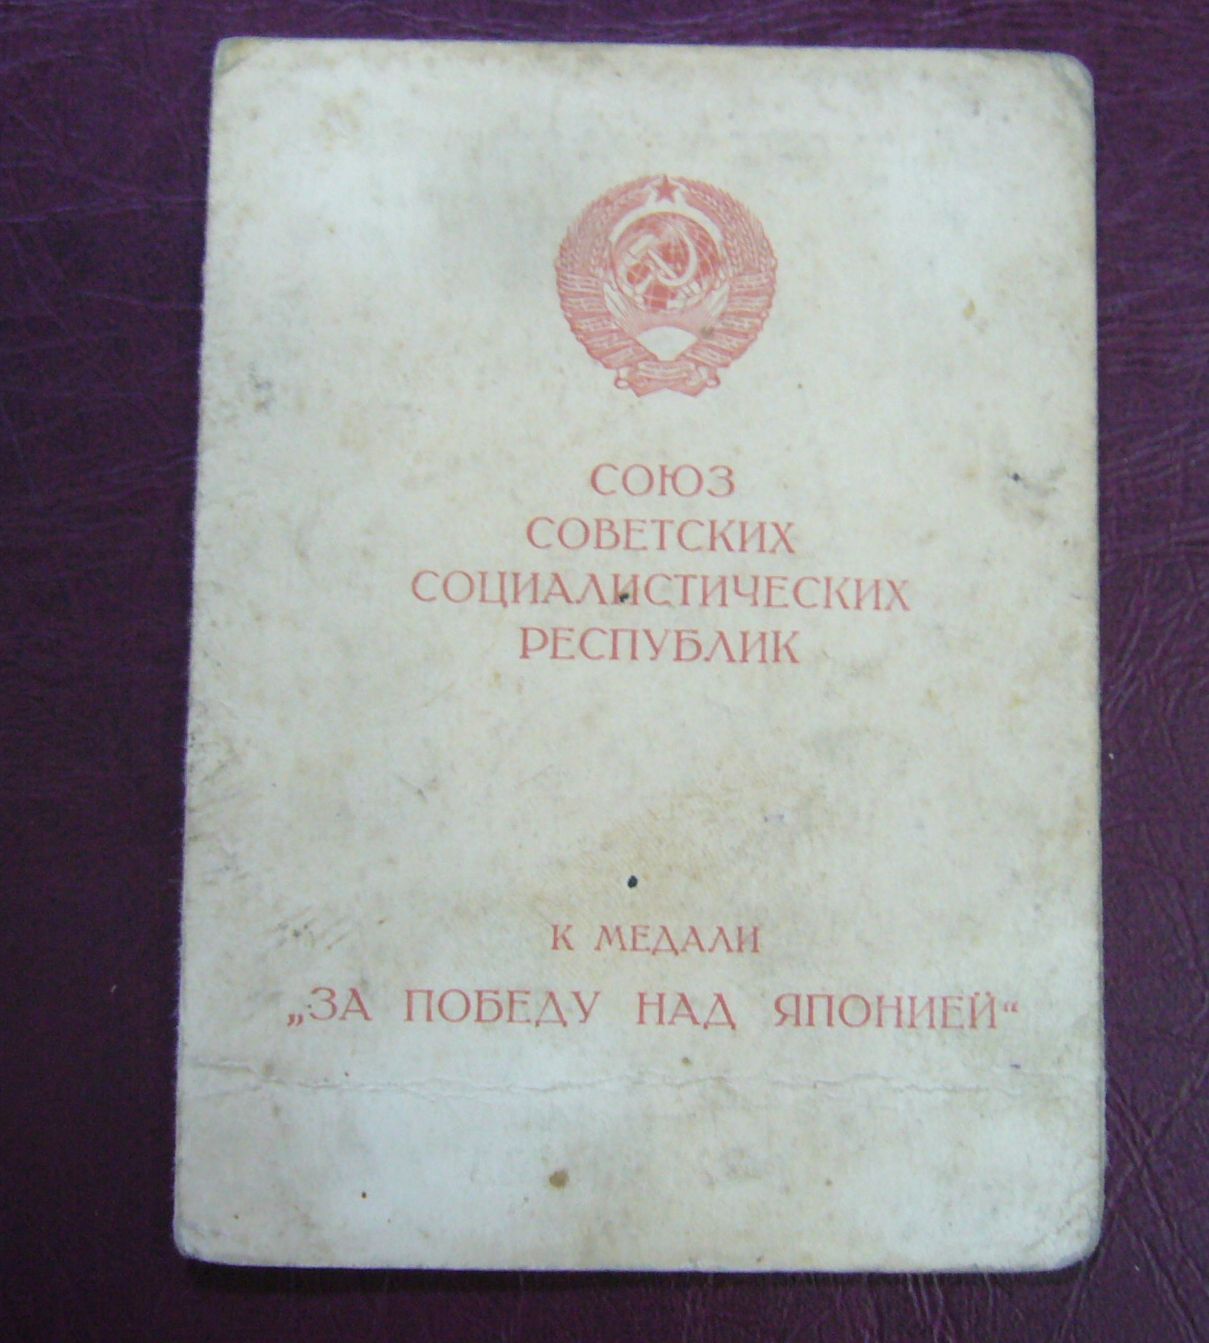 СОЮЗ
СОВЕТСКИХ
СОЦИАЛИСТИЧЕСКИХ
РЕСПУБЛИК
К МЕДАЛИ
„ЗА ПОБЕДУ НАД ЯПОНИЕЙ“